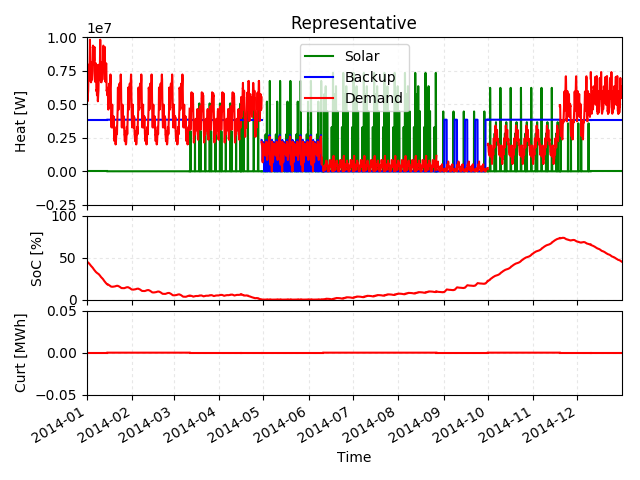 Representative
1e7
1.00
0.75
0.50
0.25
0.00
−0.25
Heat [W]
Solar
Backup
Demand
100
50
0
SoC [%]
0.05
0.00
−0.05
Curt [MWh]
2014-01
2014-02
2014-03
2014-04
2014-05
2014-06
2014-07
2014-08
2014-09
2014-10
2014-11
2014-12
Time